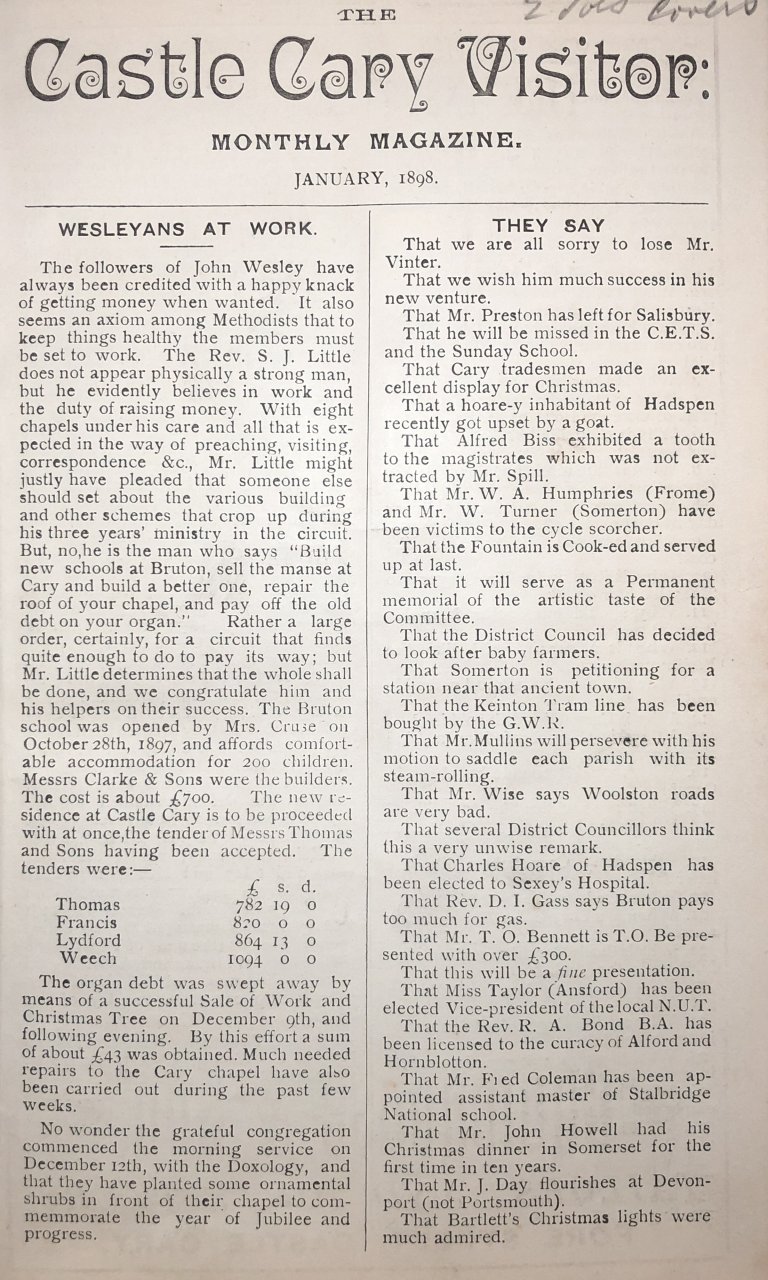 THE
2 vols covers
Castle Cary Visitor:
MONTHLY MAGAZINE.
JANUARY, 1898.
WESLEYANS AT WORK.
The followers of John Wesley have
always been credited with a happy knack
of getting money when wanted. It also
seems an axiom among Methodists that to
keep things healthy the members must
be set to work. The Rev. S. J. Little
does not appear physically a strong man,
but he evidently believes in work and
the duty of raising money. With eight
chapels under his care and all that is ex-
pected in the way of preaching, visiting,
correspondence &c., Mr. Little might
justly have pleaded that someone else
should set about the various building
and other schemes that crop up during
his three years' ministry in the circuit.
But, no,he is the man who says "Build
new schools at Bruton, sell the manse at
Cary and build a better one, repair the
roof of your chapel, and pay off the old
debt on your organ." Rather a large
order, certainly, for a circuit that finds
quite enough to do to pay its way; but
Mr. Little determines that the whole shall
be done, and we congratulate him and
his helpers on their success. The Bruton
school was opened by Mrs. Cruse on
October 28th, 1897, and affords comfort-
able accommodation for 200 children.
Messrs Clarke & Sons were the builders.
The cost is about £700. The new re-
sidence at Castle Cary is to be proceeded
with at once,the tender of Messrs Thomas
and Sons having been accepted. The
tenders were:—
£ s. d.
Thomas 782 19 0
Francis 820 0 0
Lydford 864 13 0
Weech 1094 0 0
The organ debt was swept away by
means of a successful Sale of Work and
Christmas Tree on December 9th, and
following evening. By this effort a sum
of about £43 was obtained. Much needed
repairs to the Cary chapel have also
been carried out during the past few
weeks.
No wonder the grateful congregation
commenced the morning service on
December 12th, with the Doxology, and
that they have planted some ornamental
shrubs in front of their chapel to com-
memmorate the year of Jubilee and
progress.
THEY SAY
That we are all sorry to lose Mr.
Vinter.
That we wish him much success in his
new venture.
That Mr. Preston has left for Salisbury.
That he will be missed in the C.E.T.S.
and the Sunday School.
That Cary tradesmen made an ex-
cellent display for Christmas.
That a hoare-y inhabitant of Hadspen
recently got upset by a goat.
That Alfred Biss exhibited a tooth
to the magistrates which was not ex-
tracted by Mr. Spill.
That Mr. W. A. Humphries (Frome)
and Mr. W. Turner (Somerton) have
been victims to the cycle scorcher.
That the Fountain is Cook-ed and served
up at last.
That it will serve as a Permanent
memorial of the artistic taste of the
Committee.
That the District Council has decided
to look after baby farmers.
That Somerton is petitioning for a
station near that ancient town.
That the Keinton Tram line has been
bought by the G.W.R.
That Mr.Mullins will persevere with his
motion to saddle each parish with its
steam-rolling.
That Mr. Wise says Woolston roads
are very bad.
That several District Councillors think
this a very unwise remark.
That Charles Hoare of Hadspen has
been elected to Sexey's Hospital.
That Rev. D. I. Gass says Bruton pays
too much for gas.
That Mr. T. O. Bennett is T.O. Be pre-
sented with over £300.
That this will be a fine presentation.
That Miss Taylor (Ansford) has been
elected Vice-president of the local N.U.T.
That the Rev. R. A. Bond B.A. has
been licensed to the curacy of Alford and
Hornblotton.
That Mr. Fred Coleman has been ap-
pointed assistant master of Stalbridge
National school.
That Mr. John Howell had his
Christmas dinner in Somerset for the
first time in ten years.
That Mr. J. Day flourishes at Devon-
port (not Portsmouth).
That Bartlett's Christmas lights were
much admired.